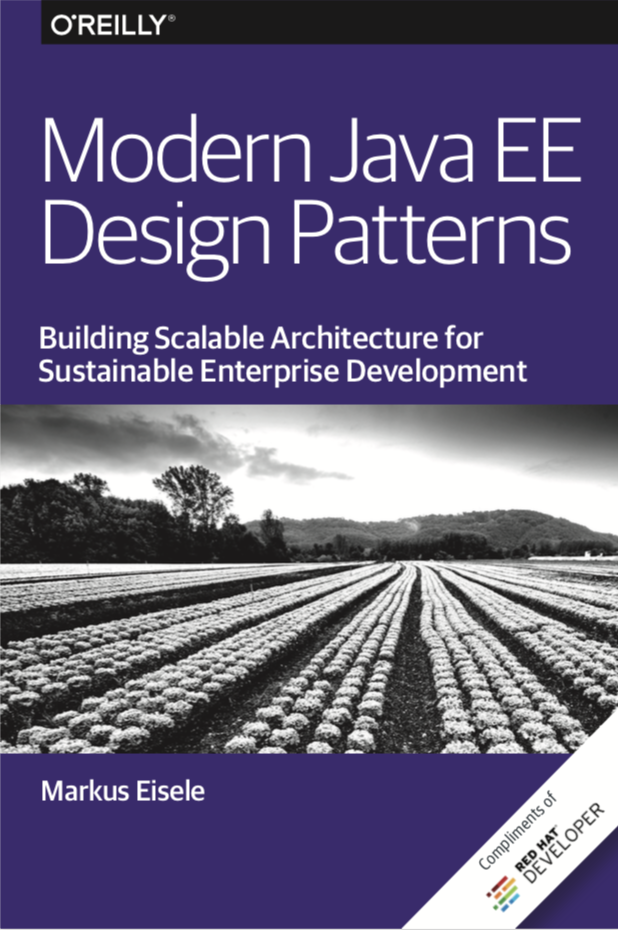 O'REILLY®
Modern Java EE
Design Patterns
Building Scalable Architecture for
Sustainable Enterprise Development
Markus Eisele
Compliments of
RED HAT®
DEVELOPER